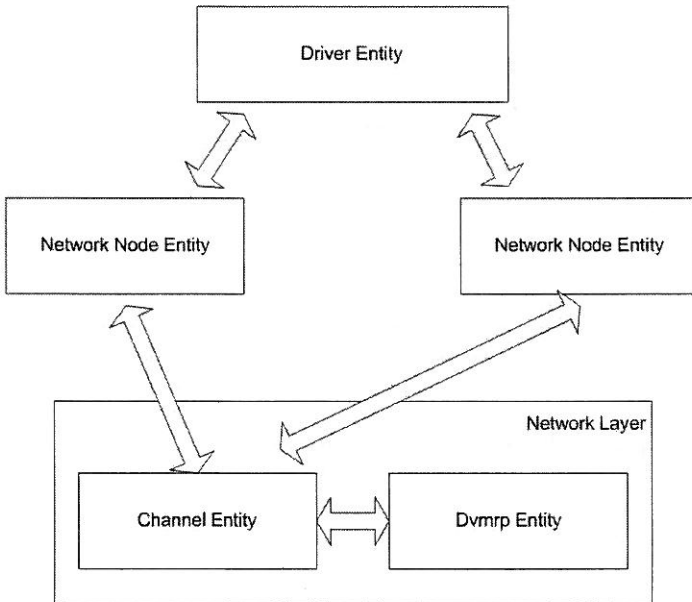 Driver Entity
Network Node Entity
Network Node Entity
Network Layer
Channel Entity
Dvmrp Entity